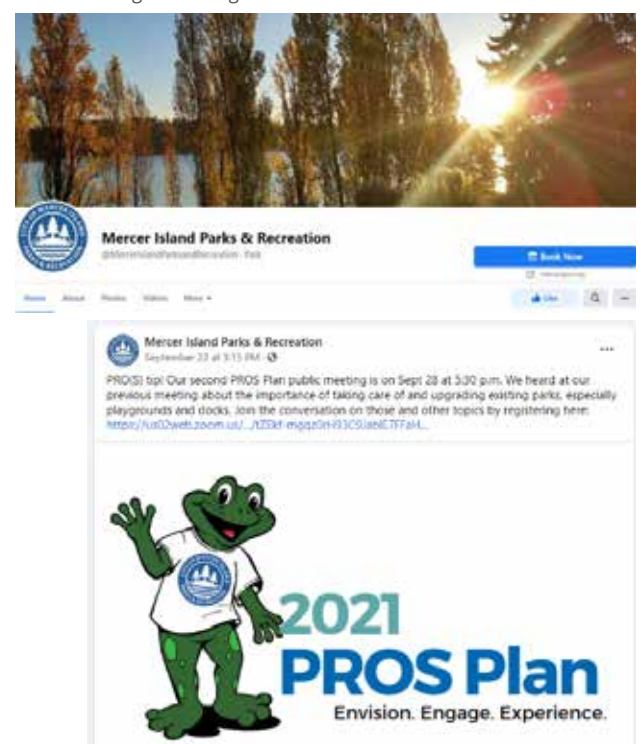 Mercer Island Parks & Recreation
@MercerIslandParksandRecreation · Park
Book Now
Home About Photos Videos More
Like
Mercer Island Parks & Recreation
September 23 at 3:15 PM
PRO(S) tip! Our second PROS Plan public meeting is on Sept 28 at 5:30 p.m. We heard at our
previous meeting about the importance of taking care of and upgrading existing parks, especially
playgrounds and docks. Join the conversation on those and other topics by registering here:
2021
PROS Plan
Envision. Engage. Experience.